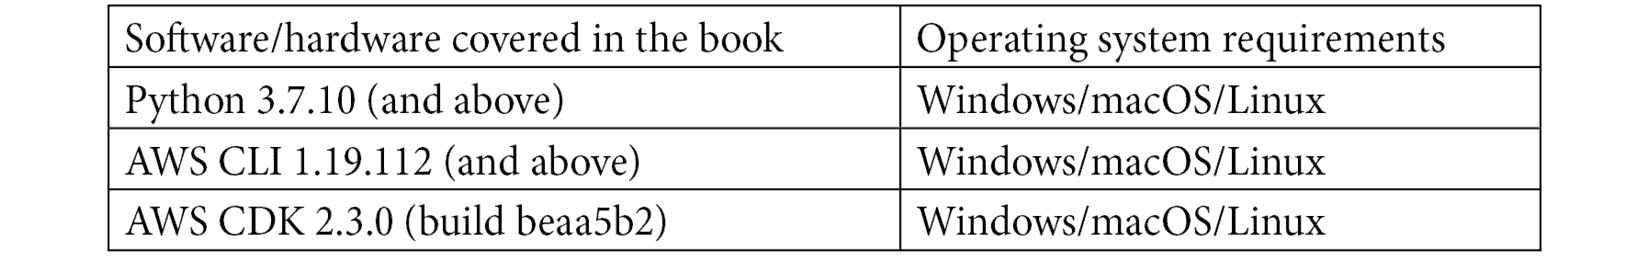 Software/hardware covered in the book Operating system requirements
Python 3.7.10 (and above) Windows/macOS/Linux
AWS CLI 1.19.112 (and above) Windows/macOS/Linux
AWS CDK 2.3.0 (build beaa5b2) Windows/macOS/Linux